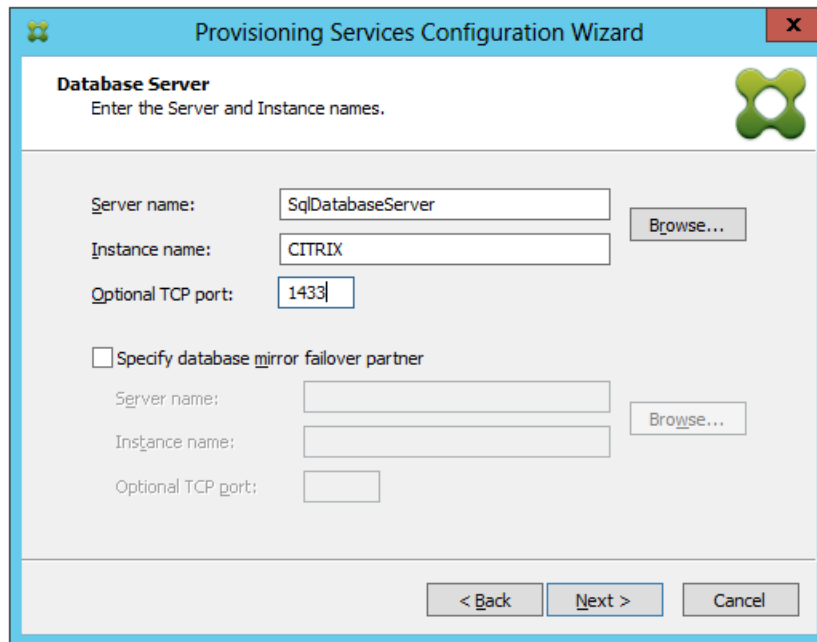 Provisioning Services Configuration Wizard
x
Database Server
Enter the Server and Instance names.
Server name: SqlDatabaseServer
Browse...
Instance name: CITRIX
Optional TCP port: 1433
Specify database mirror failover partner
Server name:
Browse...
Instance name:
Optional TCP port:
< Back Next > Cancel